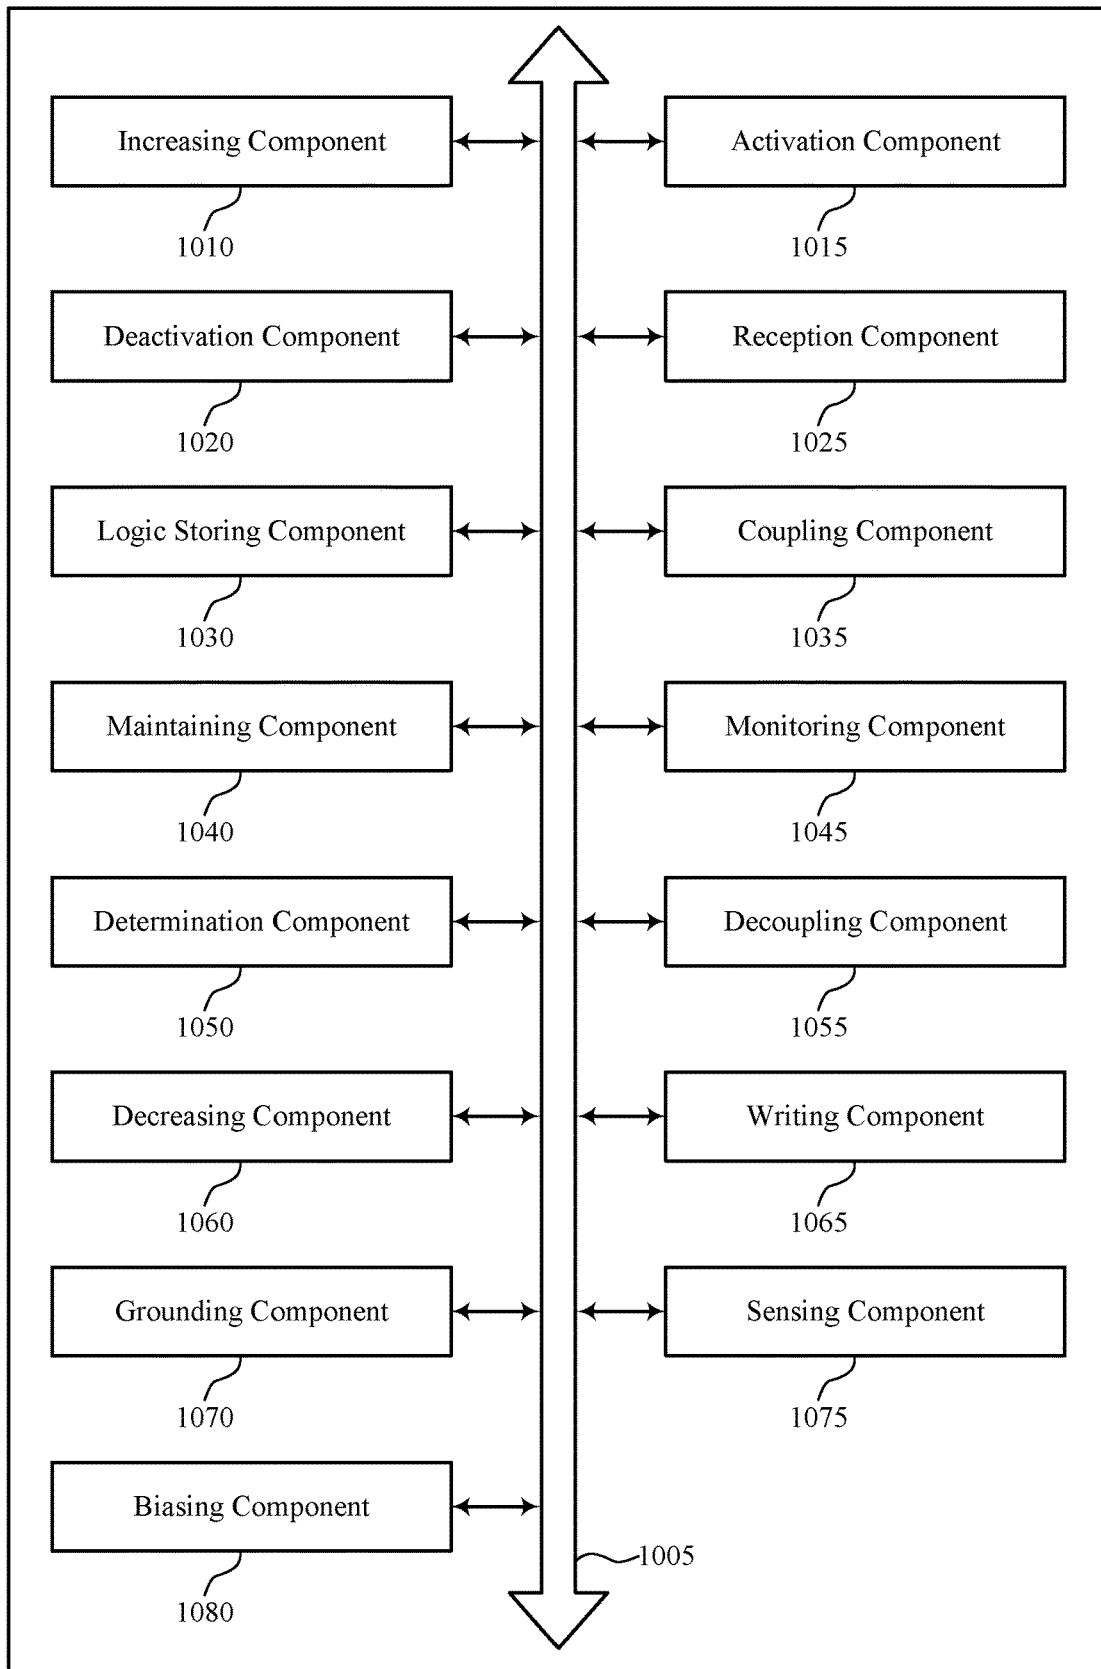 Increasing Component
Activation Component
1010
1015
Deactivation Component
Reception Component
1020
1025
Logic Storing Component
Coupling Component
1030
1035
Maintaining Component
Monitoring Component
1040
1045
Determination Component
Decoupling Component
1050
1055
Decreasing Component
Writing Component
1060
1065
Grounding Component
Sensing Component
1070
1075
Biasing Component
1005
1080